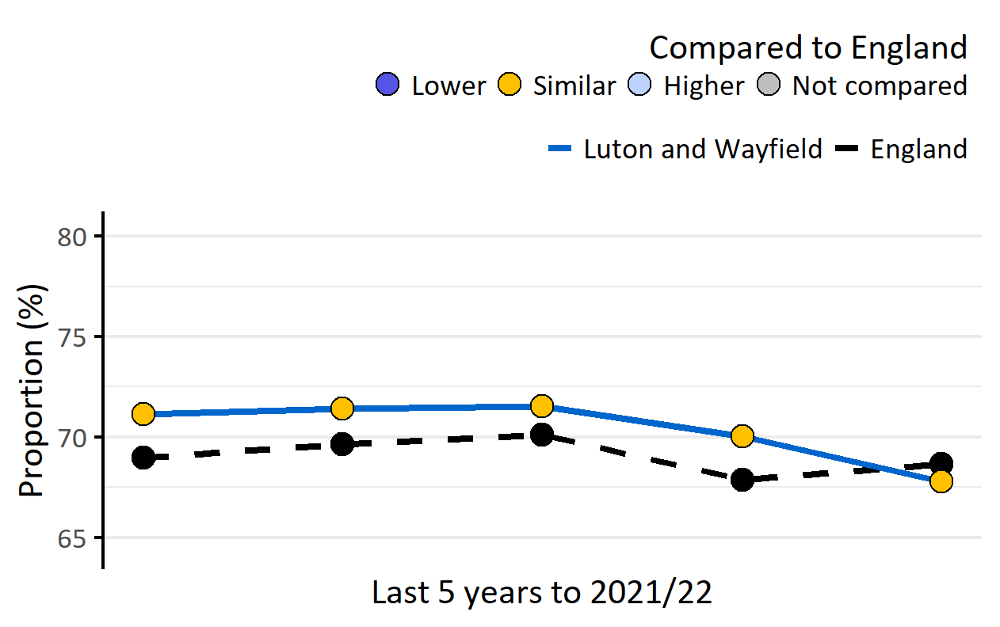 Compared to England
Lower Similar Higher Not compared
Luton and Wayfield England
80
75
70
65
Proportion (%)
Last 5 years to 2021/22